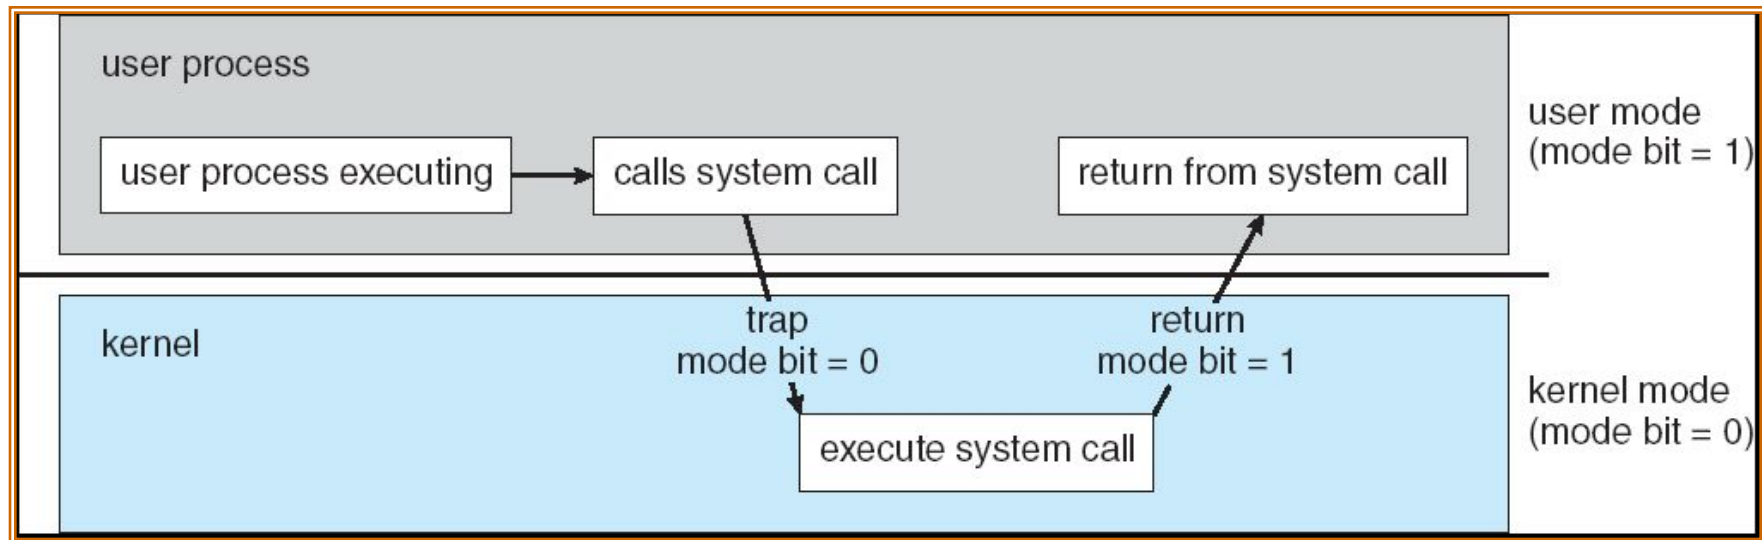 user process
user process executing
calls system call
return from system call
user mode
(mode bit = 1)
kernel
trap
mode bit = 0
return
mode bit = 1
execute system call
kernel mode
(mode bit = 0)